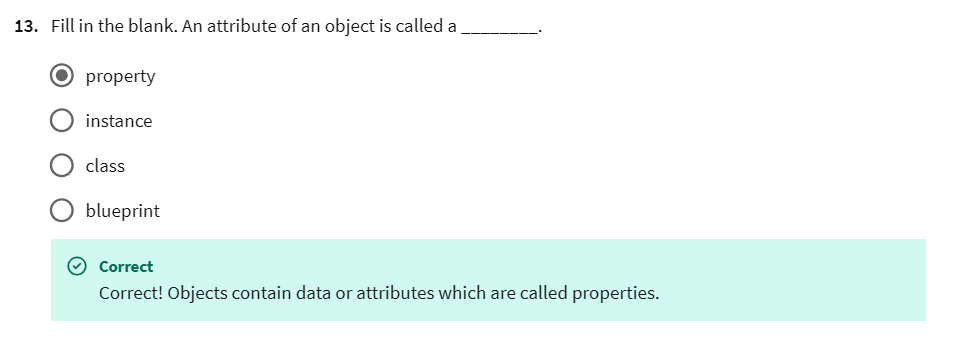 13. Fill in the blank. An attribute of an object is called a ________.
property
instance
class
blueprint
Correct
Correct! Objects contain data or attributes which are called properties.